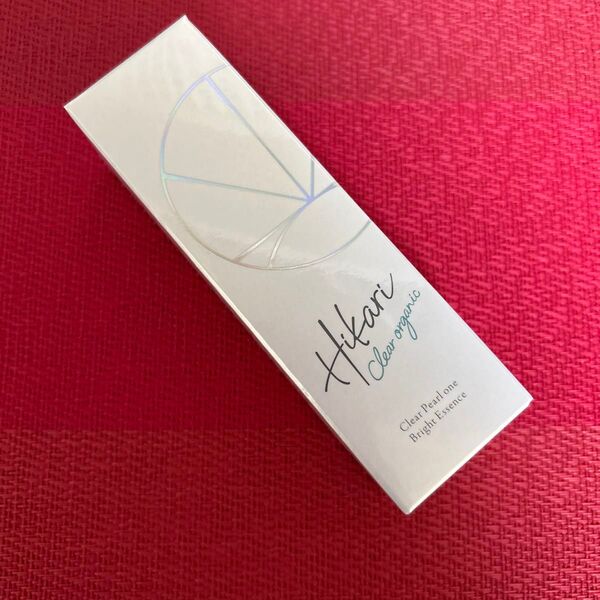 Hikari
Clear organic
Clear Pearl one
Bright Essence